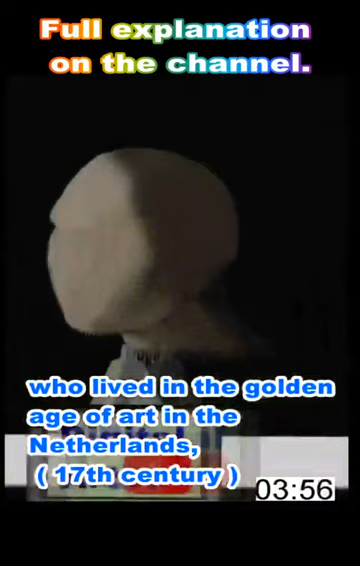 Full explanation
on the channel.
who lived in the golden
age of art in the
Netherlands,
( 17th century )
03:56